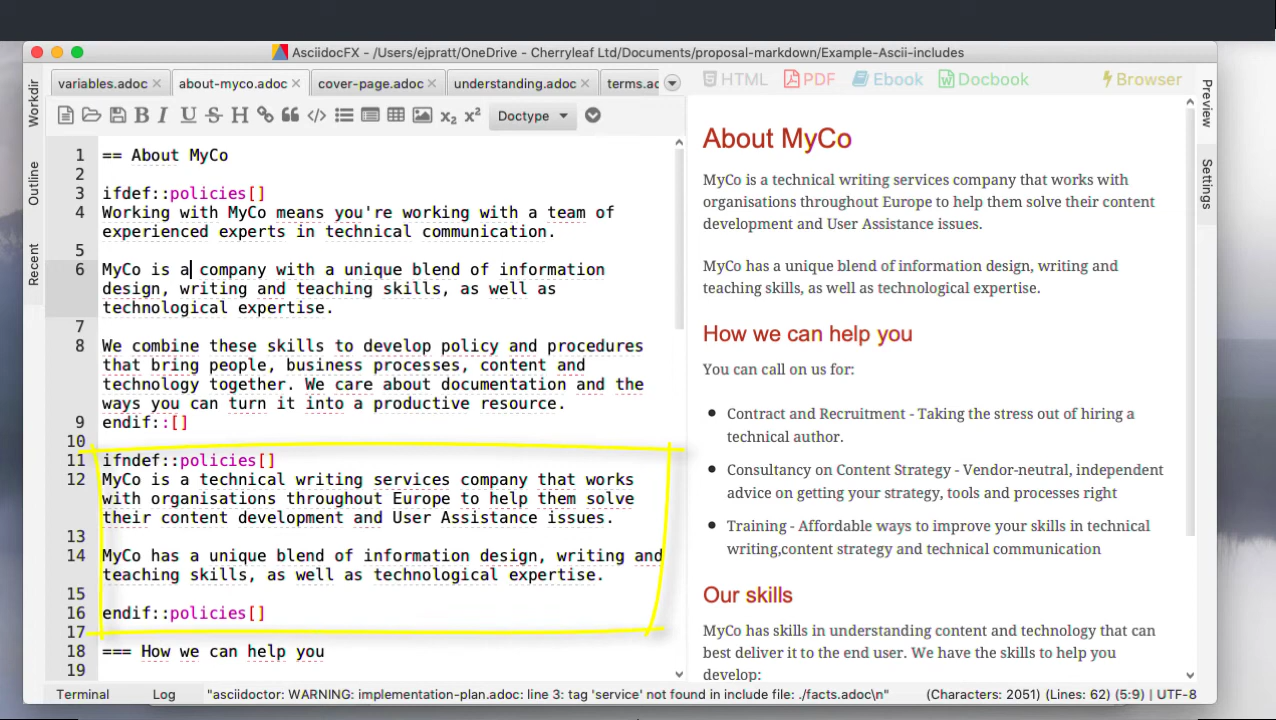 AsciidocFX - /Users/ejpratt/OneDrive - Cherryleaf Ltd/Documents/proposal-markdown/Example-Ascii-includes
Workdir
Outline
Recent
variables.adoc
about-myco.adoc
cover-page.adoc
understanding.adoc
terms.ac
Doctype
1 == About MyCo
2
3 ifdef::policies[]
4 Working with MyCo means you're working with a team of
experienced experts in technical communication.
5
6 MyCo is a company with a unique blend of information
design, writing and teaching skills, as well as
technological expertise.
7
8 We combine these skills to develop policy and procedures
that bring people, business processes, content and
technology together. We care about documentation and the
ways you can turn it into a productive resource.
9 endif::[]
10
11 ifndef::policies[]
12 MyCo is a technical writing services company that works
with organisations throughout Europe to help them solve
their content development and User Assistance issues.
13
14 MyCo has a unique blend of information design, writing and
teaching skills, as well as technological expertise.
15
16 endif::policies[]
17
18 === How we can help you
19
HTML PDF Ebook Docbook Browser
About MyCo
MyCo is a technical writing services company that works with
organisations throughout Europe to help them solve their content
development and User Assistance issues.
MyCo has a unique blend of information design, writing and
teaching skills, as well as technological expertise.
How we can help you
You can call on us for:
Contract and Recruitment - Taking the stress out of hiring a
technical author.
Consultancy on Content Strategy - Vendor-neutral, independent
advice on getting your strategy, tools and processes right
Training - Affordable ways to improve your skills in technical
writing,content strategy and technical communication
Our skills
MyCo has skills in understanding content and technology that can
best deliver it to the end user. We have the skills to help you
develop:
Preview
Settings
Terminal Log "asciidoctor: WARNING: implementation-plan.adoc: line 3: tag 'service' not found in include file: ./facts.adoc\n" (Characters: 2051) (Lines: 62) (5:9) | UTF-8